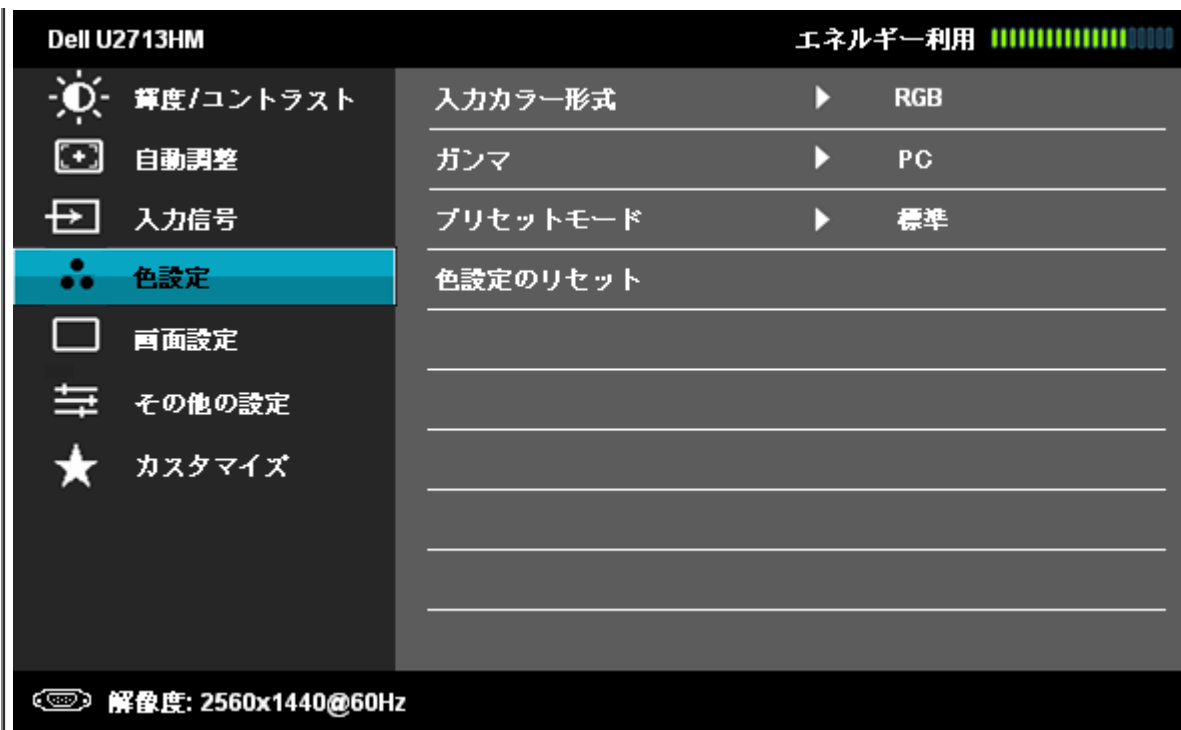 Dell U2713HM エネルギー利用
輝度/コントラスト 入力カラー形式 RGB
自動調整 ガンマ PC
入力信号 プリセットモード 標準
色設定 色設定のリセット
画面設定
その他の設定
カスタマイズ
解像度: 2560x1440@60Hz